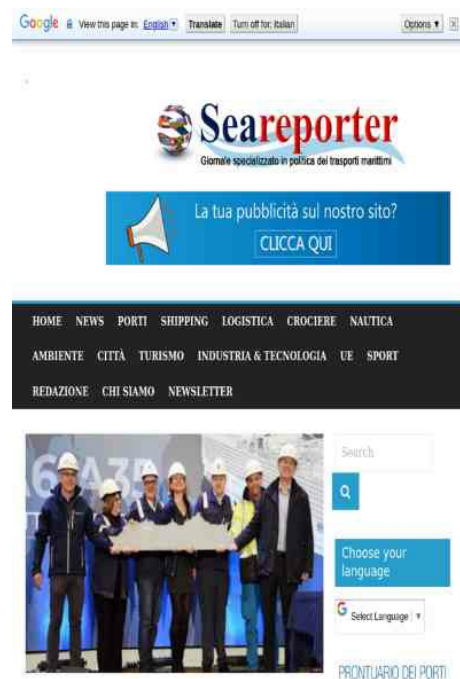 Google View this page in: English Translate Turn off for: Italian Options
Seareporter
Giornale specializzato in politica dei trasporti marittimi
La tua pubblicità sul nostro sito?
CLICCA QUI
HOME NEWS PORTI SHIPPING LOGISTICA CROCIERE NAUTICA
AMBIENTE CITTÀ TURISMO INDUSTRIA & TECNOLOGIA UE SPORT
REDAZIONE CHI SIAMO NEWSLETTER
A6A35
Search
Choose your
language
G Select Language
PRONTUARIO DEI PORTI